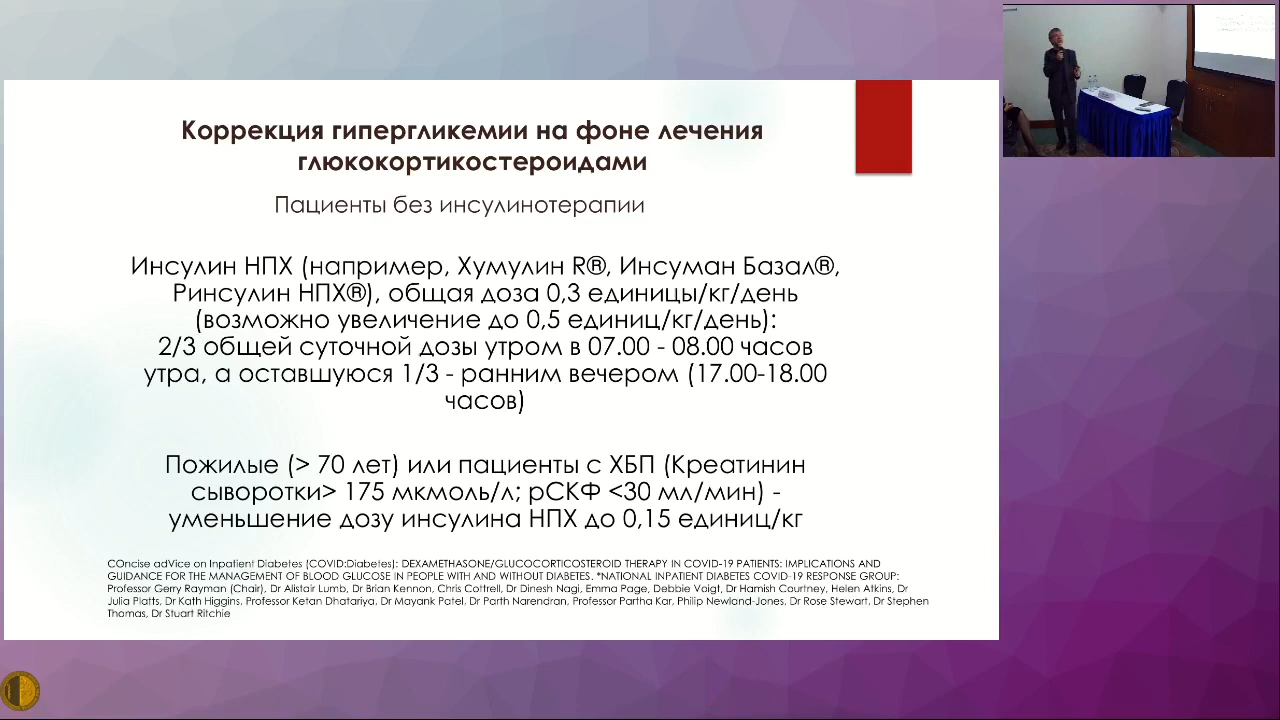 Коррекция гипергликемии на фоне лечения
глюкокортикостероидами
Пациенты без инсулинотерапии
Инсулин НПХ (например, Хумулин R®, Инсуман Базал®,
Ринсулин НПХ®), общая доза 0,3 единицы/кг/день
(возможно увеличение до 0,5 единиц/кг/день):
2/3 общей суточной дозы утром в 07.00 - 08.00 часов
утра, а оставшуюся 1/3 - ранним вечером (17.00-18.00
часов)
Пожилые (> 70 лет) или пациенты с ХБП (Креатинин
сыворотки> 175 мкмоль/л; рСКФ <30 мл/мин) -
уменьшение дозу инсулина НПХ до 0,15 единиц/кг
COncise adVice on Inpatient Diabetes (COVID:Diabetes): DEXAMETHASONE/GLUCOCORTICOSTEROID THERAPY IN COVID-19 PATIENTS: IMPLICATIONS AND
GUIDANCE FOR THE MANAGEMENT OF BLOOD GLUCOSE IN PEOPLE WITH AND WITHOUT DIABETES. *NATIONAL INPATIENT DIABETES COVID-19 RESPONSE GROUP:
Professor Gerry Rayman (Chair), Dr Alistair Lumb, Dr Brian Kennon, Chris Cottrell, Dr Dinesh Nagi, Emma Page, Debbie Voigt, Dr Hamish Courtney, Helen Atkins, Dr
Julia Platts, Dr Kath Higgins, Professor Ketan Dhatariya, Dr Mayank Patel, Dr Parth Narendran, Professor Partha Kar, Philip Newland-Jones, Dr Rose Stewart, Dr Stephen
Thomas, Dr Stuart Ritchie